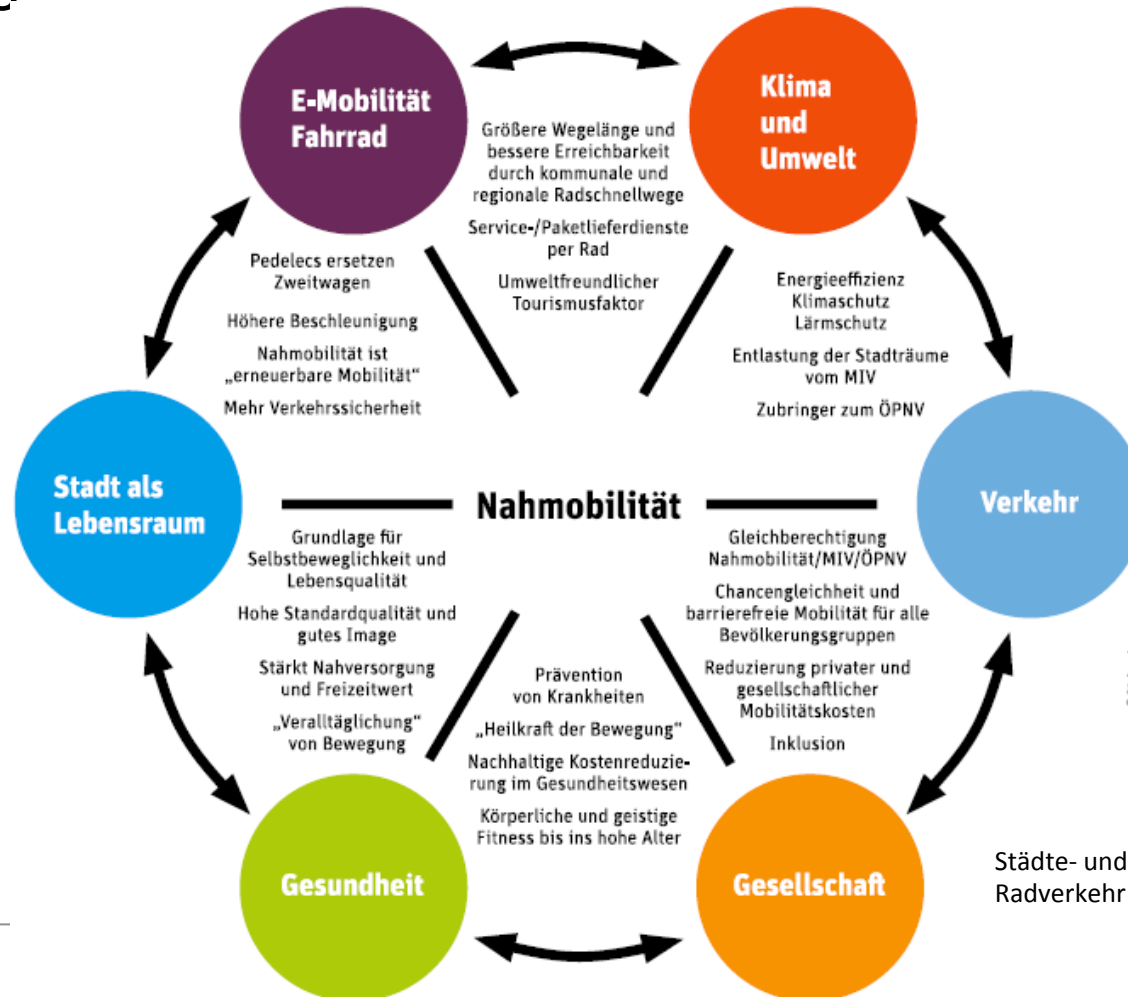 E-Mobilität
Fahrrad
Klima
und
Umwelt
Größere Wegelänge und
bessere Erreichbarkeit
durch kommunale und
regionale Radschnellwege
Service-/Paketlieferdienste
per Rad
Umweltfreundlicher
Tourismusfaktor
Pedelecs ersetzen
Zweitwagen
Höhere Beschleunigung
Nahmobilität ist
„erneuerbare Mobilität“
Mehr Verkehrssicherheit
Energieeffizienz
Klimaschutz
Lärmschutz
Entlastung der Stadträume
vom MIV
Zubringer zum ÖPNV
Stadt als
Lebensraum
Nahmobilität
Verkehr
Grundlage für
Selbstbeweglichkeit und
Lebensqualität
Hohe Standardqualität und
gutes Image
Stärkt Nahversorgung
und Freizeitwert
„Veralltäglichung“
von Bewegung
Gleichberechtigung
Nahmobilität/MIV/ÖPNV
Chancengleichheit und
barrierefreie Mobilität für alle
Bevölkerungsgruppen
Reduzierung privater und
gesellschaftlicher
Mobilitätskosten
Inklusion
Prävention
von Krankheiten
„Heilkraft der Bewegung“
Nachhaltige Kostenreduzie-
rung im Gesundheitswesen
Körperliche und geistige
Fitness bis ins hohe Alter
Gesundheit
Gesellschaft
Städte- und
Radverkehr